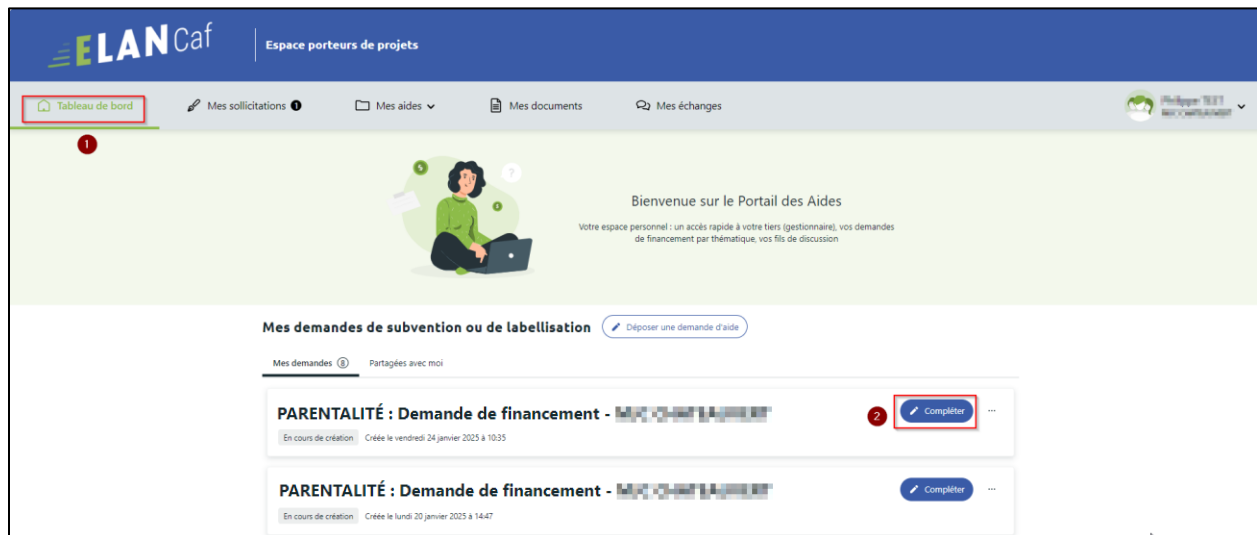 ELAN Caf
Espace porteurs de projets
Tableau de bord
Mes sollicitations 1
Mes aides
Mes documents
Mes échanges
1
?
Bienvenue sur le Portail des Aides
Votre espace personnel : un accès rapide à votre tiers (gestionnaire), vos demandes
de financement par thématique, vos fils de discussion
Mes demandes de subvention ou de labellisation
Déposer une demande d'aide
Mes demandes 8
Partagées avec moi
PARENTALITÉ : Demande de financement -
2
Compléter
...
En cours de création Créée le vendredi 24 janvier 2025 à 10:35
PARENTALITÉ : Demande de financement -
Compléter
...
En cours de création Créée le lundi 20 janvier 2025 à 14:47